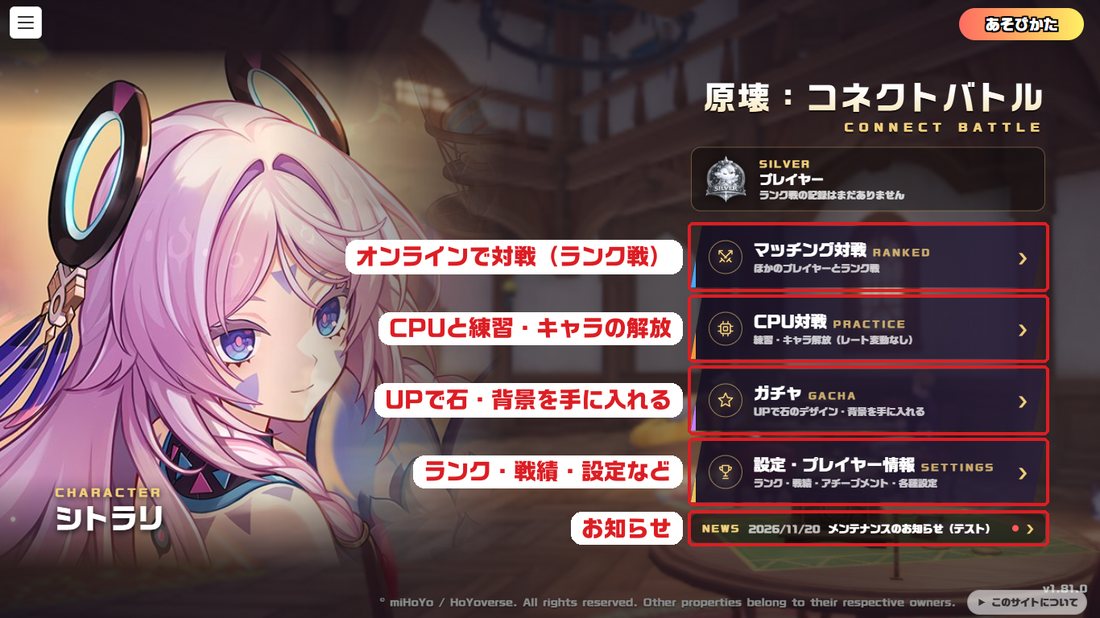 あそびかた
原壊:コネクトバトル
CONNECT BATTLE
SILVER
SILVER
プレイヤー
ランク戦の記録はまだありません
オンラインで対戦(ランク戦)
マッチング対戦 RANKED
ほかのプレイヤーとランク戦
CPUと練習・キャラの解放
CPU対戦 PRACTICE
練習・キャラ解放(レート変動なし)
UPで石・背景を手に入れる
ガチャ GACHA
UPで石のデザイン・背景を手に入れる
ランク・戦績・設定など
設定・プレイヤー情報 SETTINGS
ランク・戦績・アチーブメント・各種設定
お知らせ
NEWS 2026/11/20 メンテナンスのお知らせ(テスト)
CHARACTER
シトラリ
v1.81.0
© miHoYo / HoYoverse. All rights reserved. Other properties belong to their respective owners.
このサイトについて